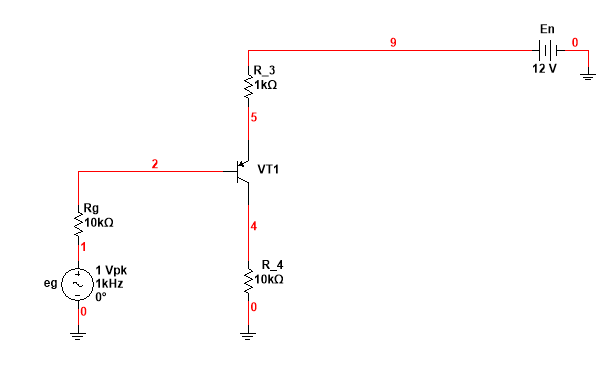 En
9
0
12 V
R_3
1kΩ
5
2
VT1
Rg
10kΩ
4
1
1 Vpk
eg
1kHz
0°
R_4
10kΩ
0
0